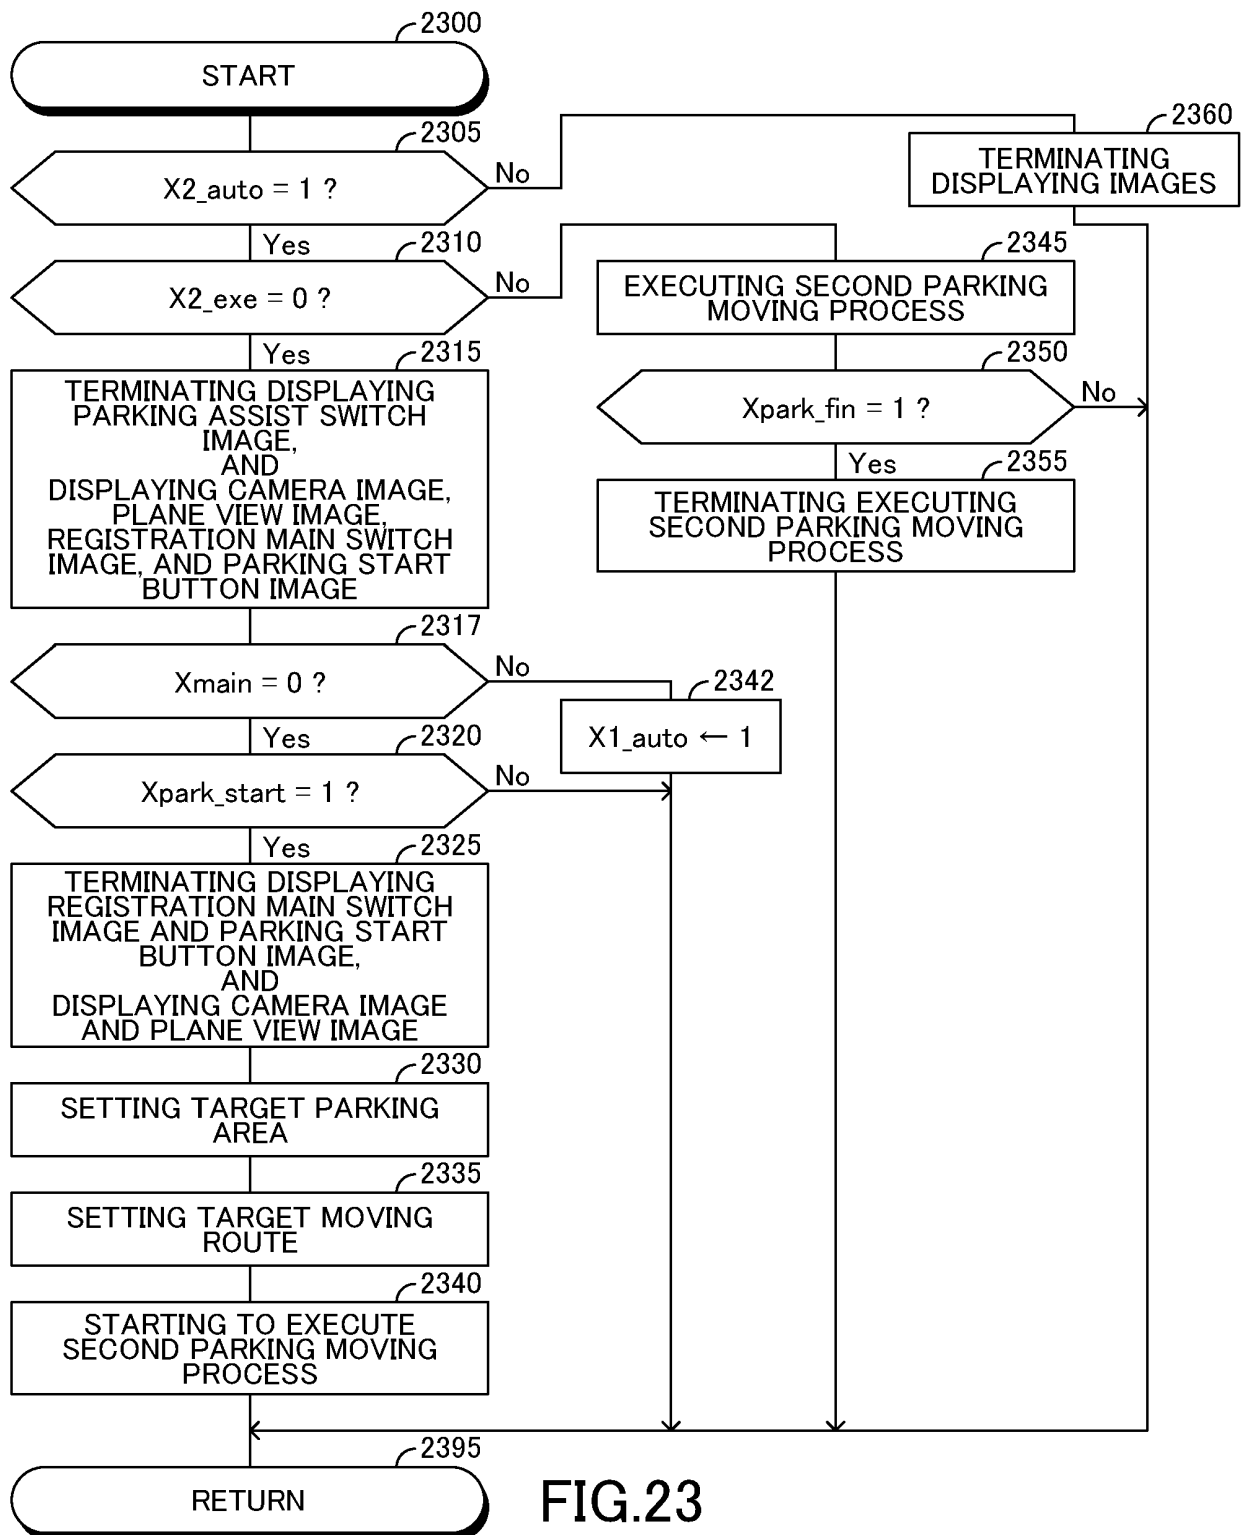 2300
START
2305
X2_auto = 1 ?
No
Yes
2360
TERMINATING
DISPLAYING IMAGES
2310
X2_exe = 0 ?
No
Yes
2345
EXECUTING SECOND PARKING
MOVING PROCESS
2350
Xpark_fin = 1 ?
No
Yes
2355
TERMINATING EXECUTING
SECOND PARKING MOVING
PROCESS
2315
TERMINATING DISPLAYING
PARKING ASSIST SWITCH
IMAGE,
AND
DISPLAYING CAMERA IMAGE,
PLANE VIEW IMAGE,
REGISTRATION MAIN SWITCH
IMAGE, AND PARKING START
BUTTON IMAGE
2317
Xmain = 0 ?
No
Yes
2342
X1_auto ← 1
2320
Xpark_start = 1 ?
No
Yes
2325
TERMINATING DISPLAYING
REGISTRATION MAIN SWITCH
IMAGE AND PARKING START
BUTTON IMAGE,
AND
DISPLAYING CAMERA IMAGE
AND PLANE VIEW IMAGE
2330
SETTING TARGET PARKING
AREA
2335
SETTING TARGET MOVING
ROUTE
2340
STARTING TO EXECUTE
SECOND PARKING MOVING
PROCESS
2395
RETURN
FIG.23